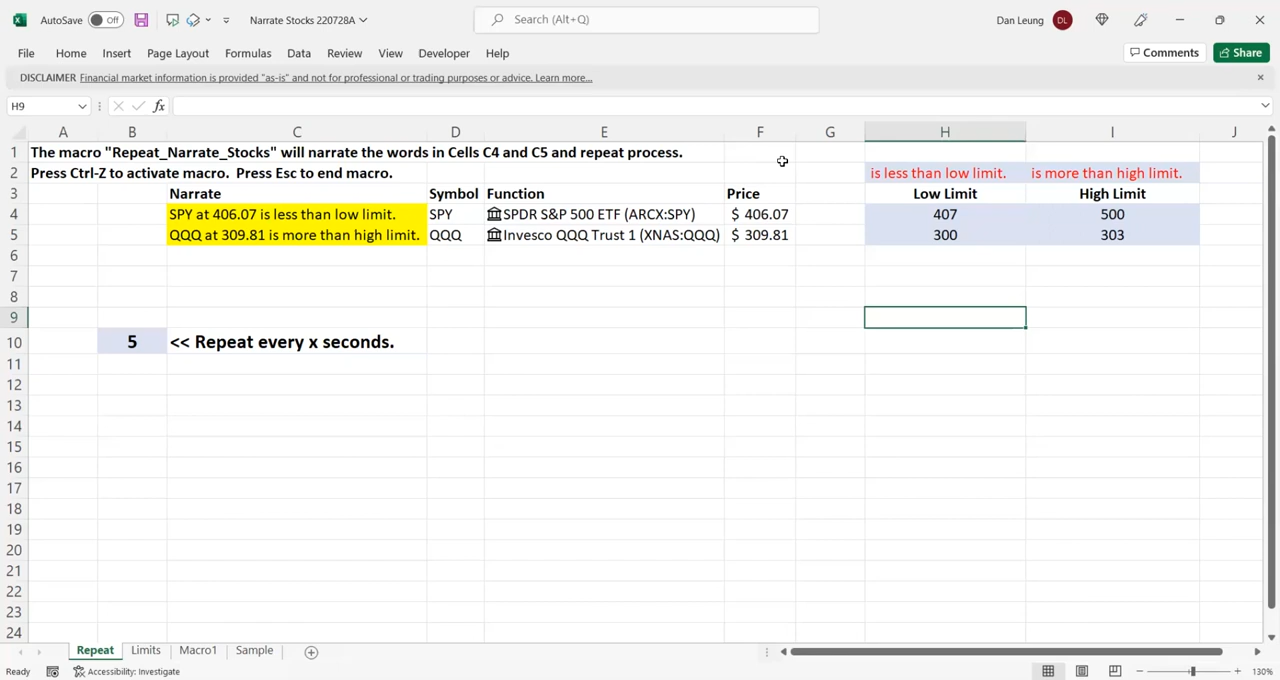 AutoSave Off Narrate Stocks 220728A Search (Alt+Q) Dan Leung DL
File Home Insert Page Layout Formulas Data Review View Developer Help Comments Share
DISCLAIMER Financial market information is provided "as-is" and not for professional or trading purposes or advice. Learn more...
H9 fx
A B C D E F G H I J
1 The macro "Repeat_Narrate_Stocks" will narrate the words in Cells C4 and C5 and repeat process.
2 Press Ctrl-Z to activate macro. Press Esc to end macro. is less than low limit. is more than high limit.
3 Narrate Symbol Function Price Low Limit High Limit
4 SPY at 406.07 is less than low limit. SPY SPDR S&P 500 ETF (ARCX:SPY) $ 406.07 407 500
5 QQQ at 309.81 is more than high limit. QQQ Invesco QQQ Trust 1 (XNAS:QQQ) $ 309.81 300 303
6
7
8
9
10 5 << Repeat every x seconds.
11
12
13
14
15
16
17
18
19
20
21
22
23
24
Repeat Limits Macro1 Sample
Ready Accessibility: Investigate 130%